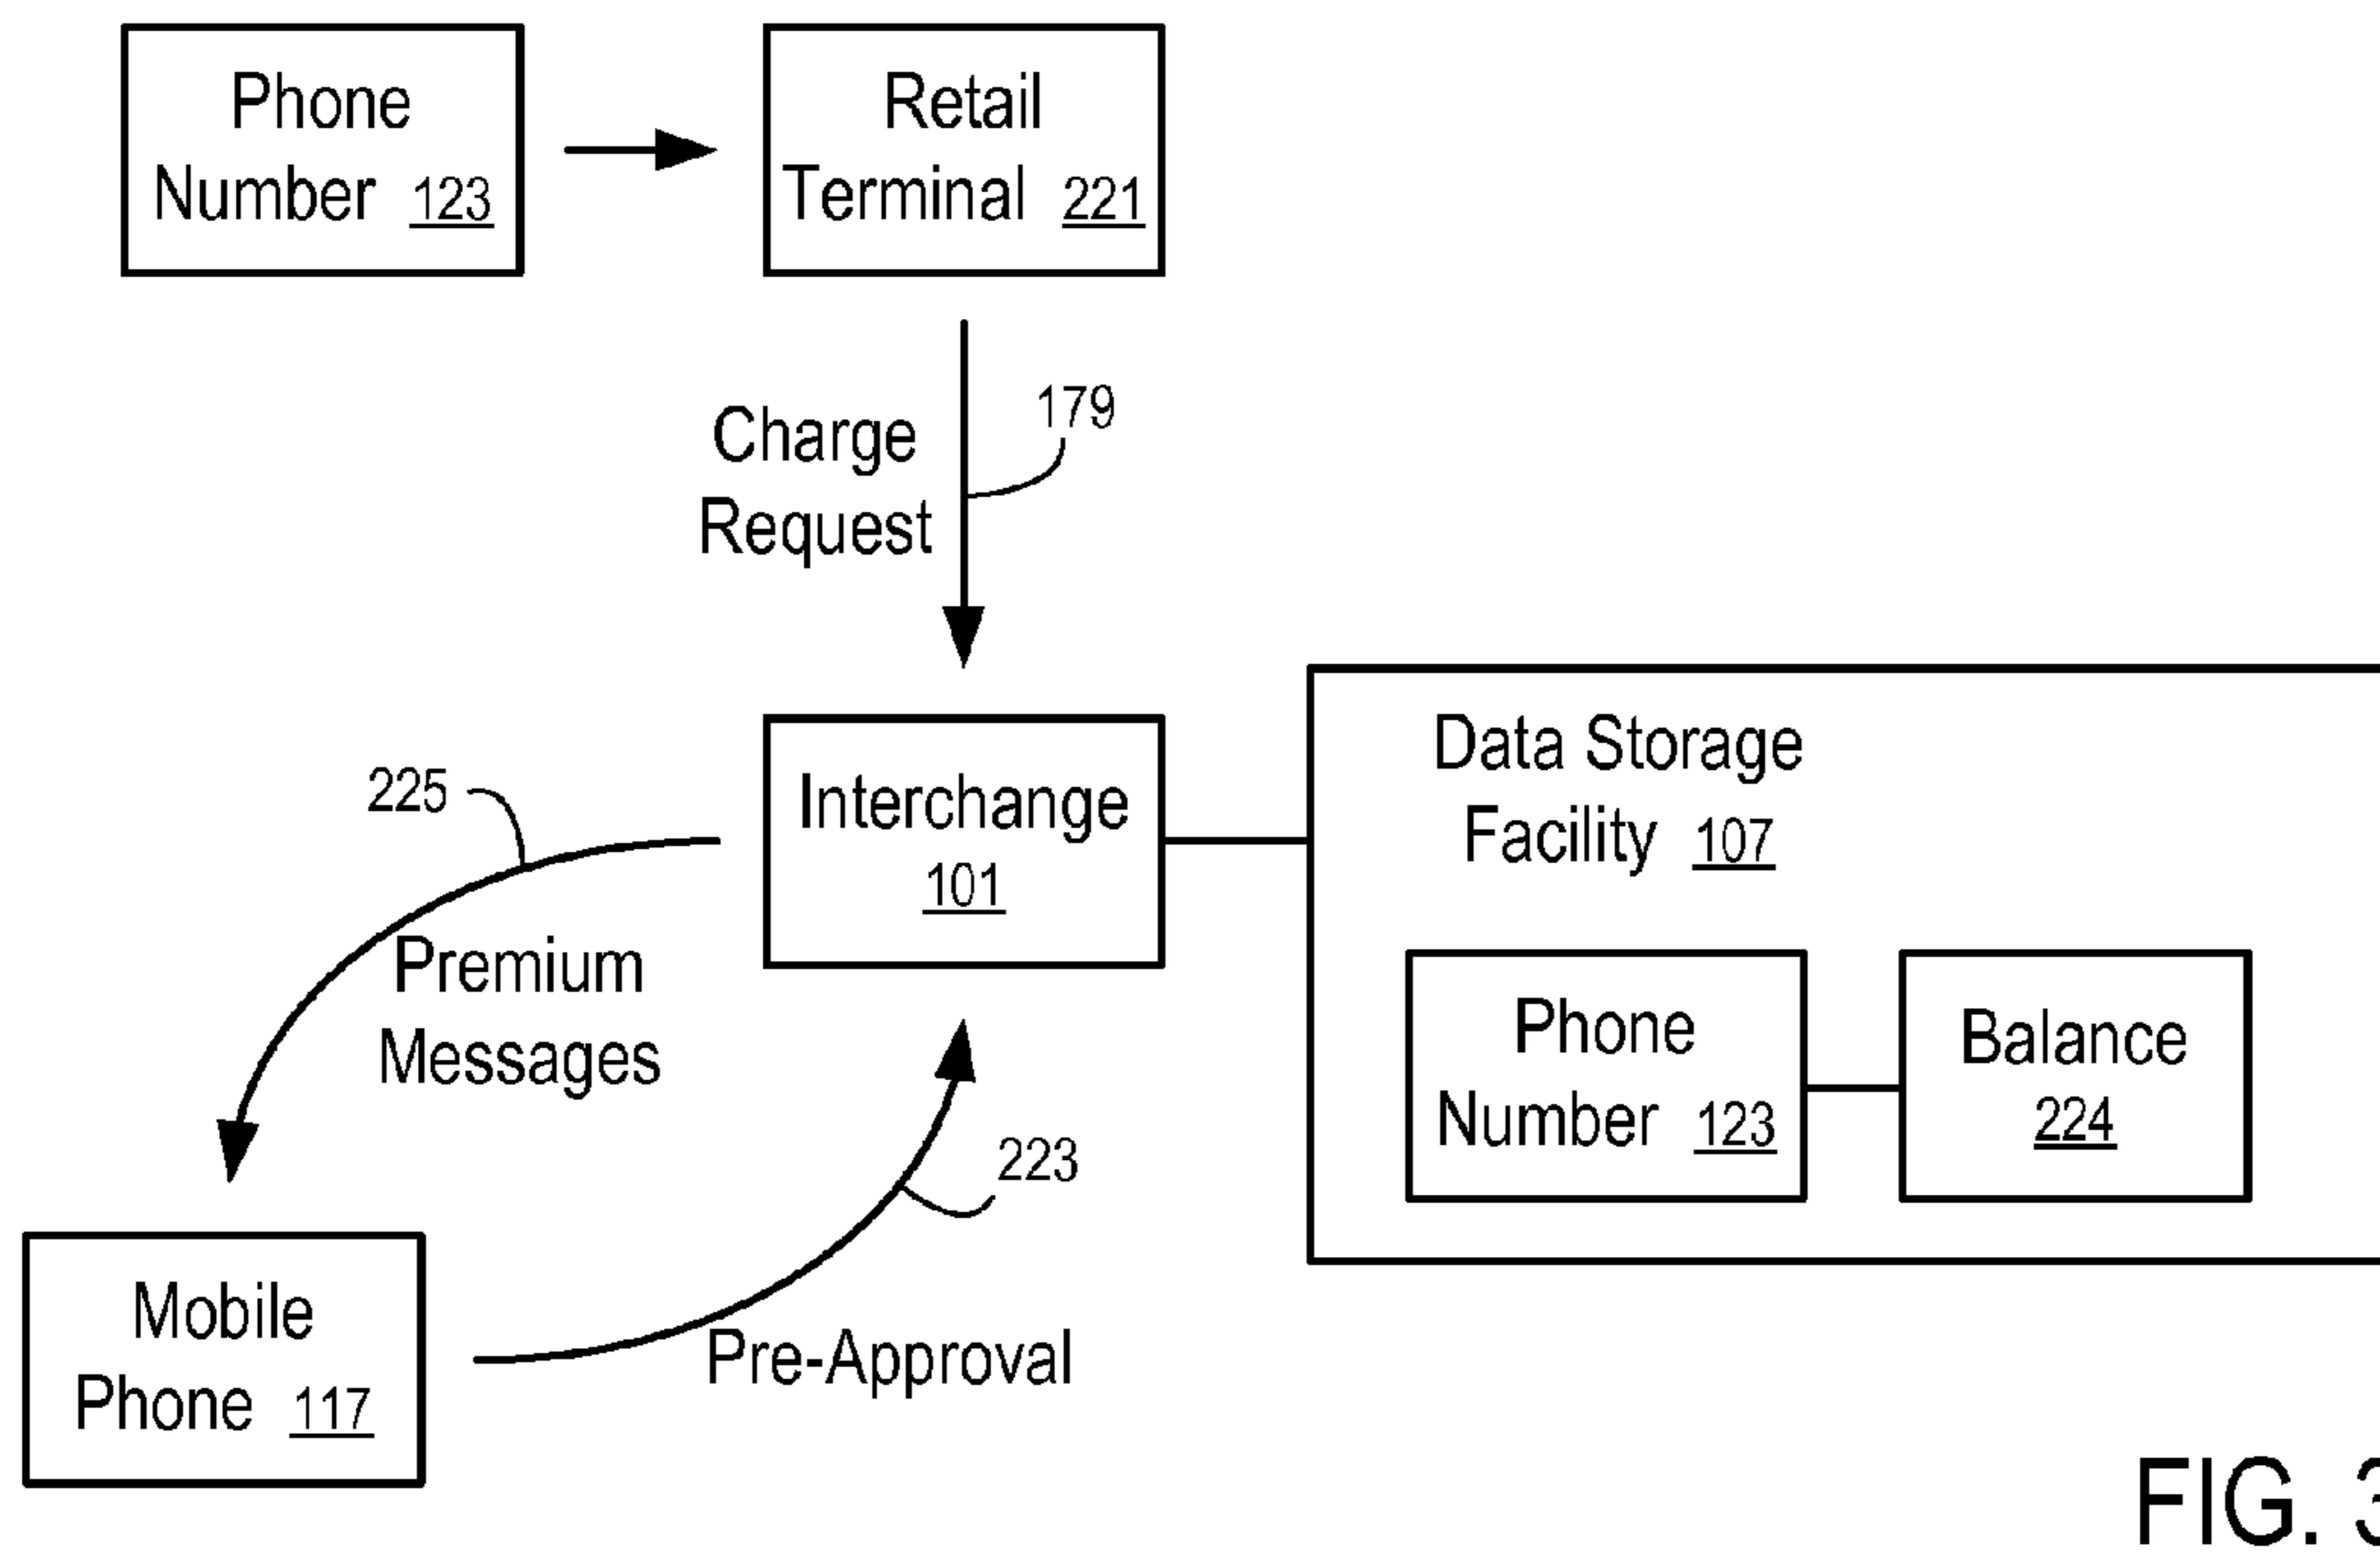 Phone
Number 123
Retail
Terminal 221
Charge
Request
179
Interchange
101
225
Premium
Messages
Data Storage
Facility 107
Phone
Number 123
Balance
224
223
Mobile
Phone 117
Pre-Approval
FIG.